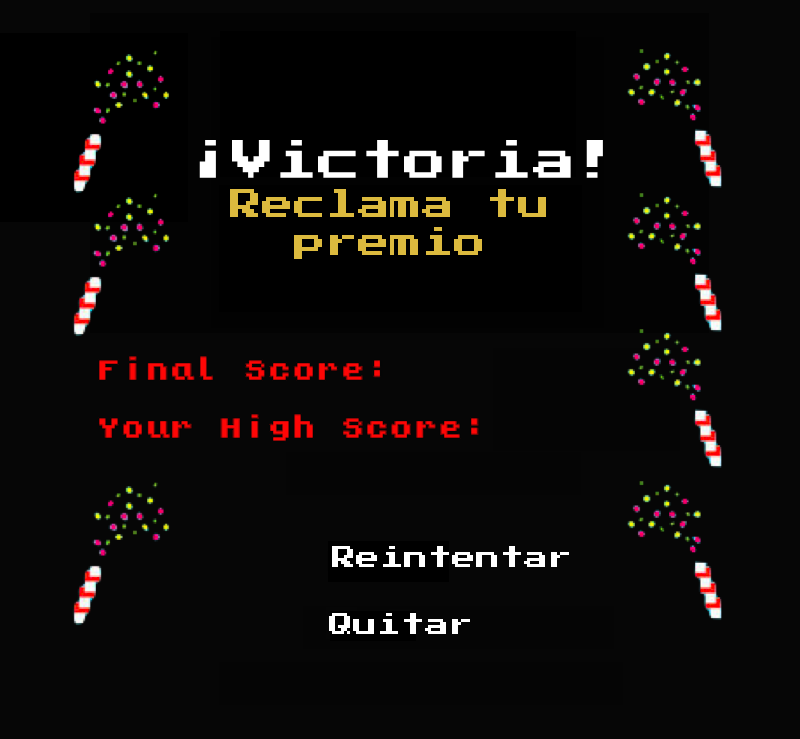 ¡Victoria!
Reclama tu
premio
Final Score:
Your High Score:
Reintentar
Quitar